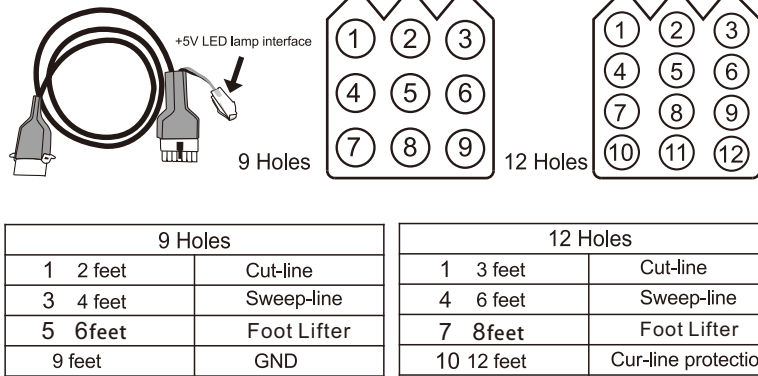 +5V LED lamp interface
1 2 3
4 5 6
7 8 9
9 Holes
1 2 3
4 5 6
7 8 9
10 11 12
12 Holes
9 Holes
1 2 feet Cut-line
3 4 feet Sweep-line
5 6feet Foot Lifter
9 feet GND
12 Holes
1 3 feet Cut-line
4 6 feet Sweep-line
7 8feet Foot Lifter
10 12 feet Cur-line protectio